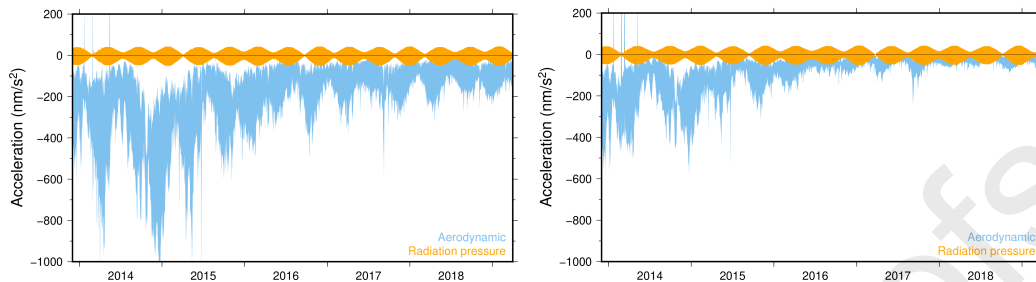 200
0
−200
−400
−600
−800
−1000
Acceleration (nm/s²)
2014 2015 2016 2017 2018
Aerodynamic
Radiation pressure
200
0
−200
−400
−600
−800
−1000
Acceleration (nm/s²)
2014 2015 2016 2017 2018
Aerodynamic
Radiation pressure
ofs